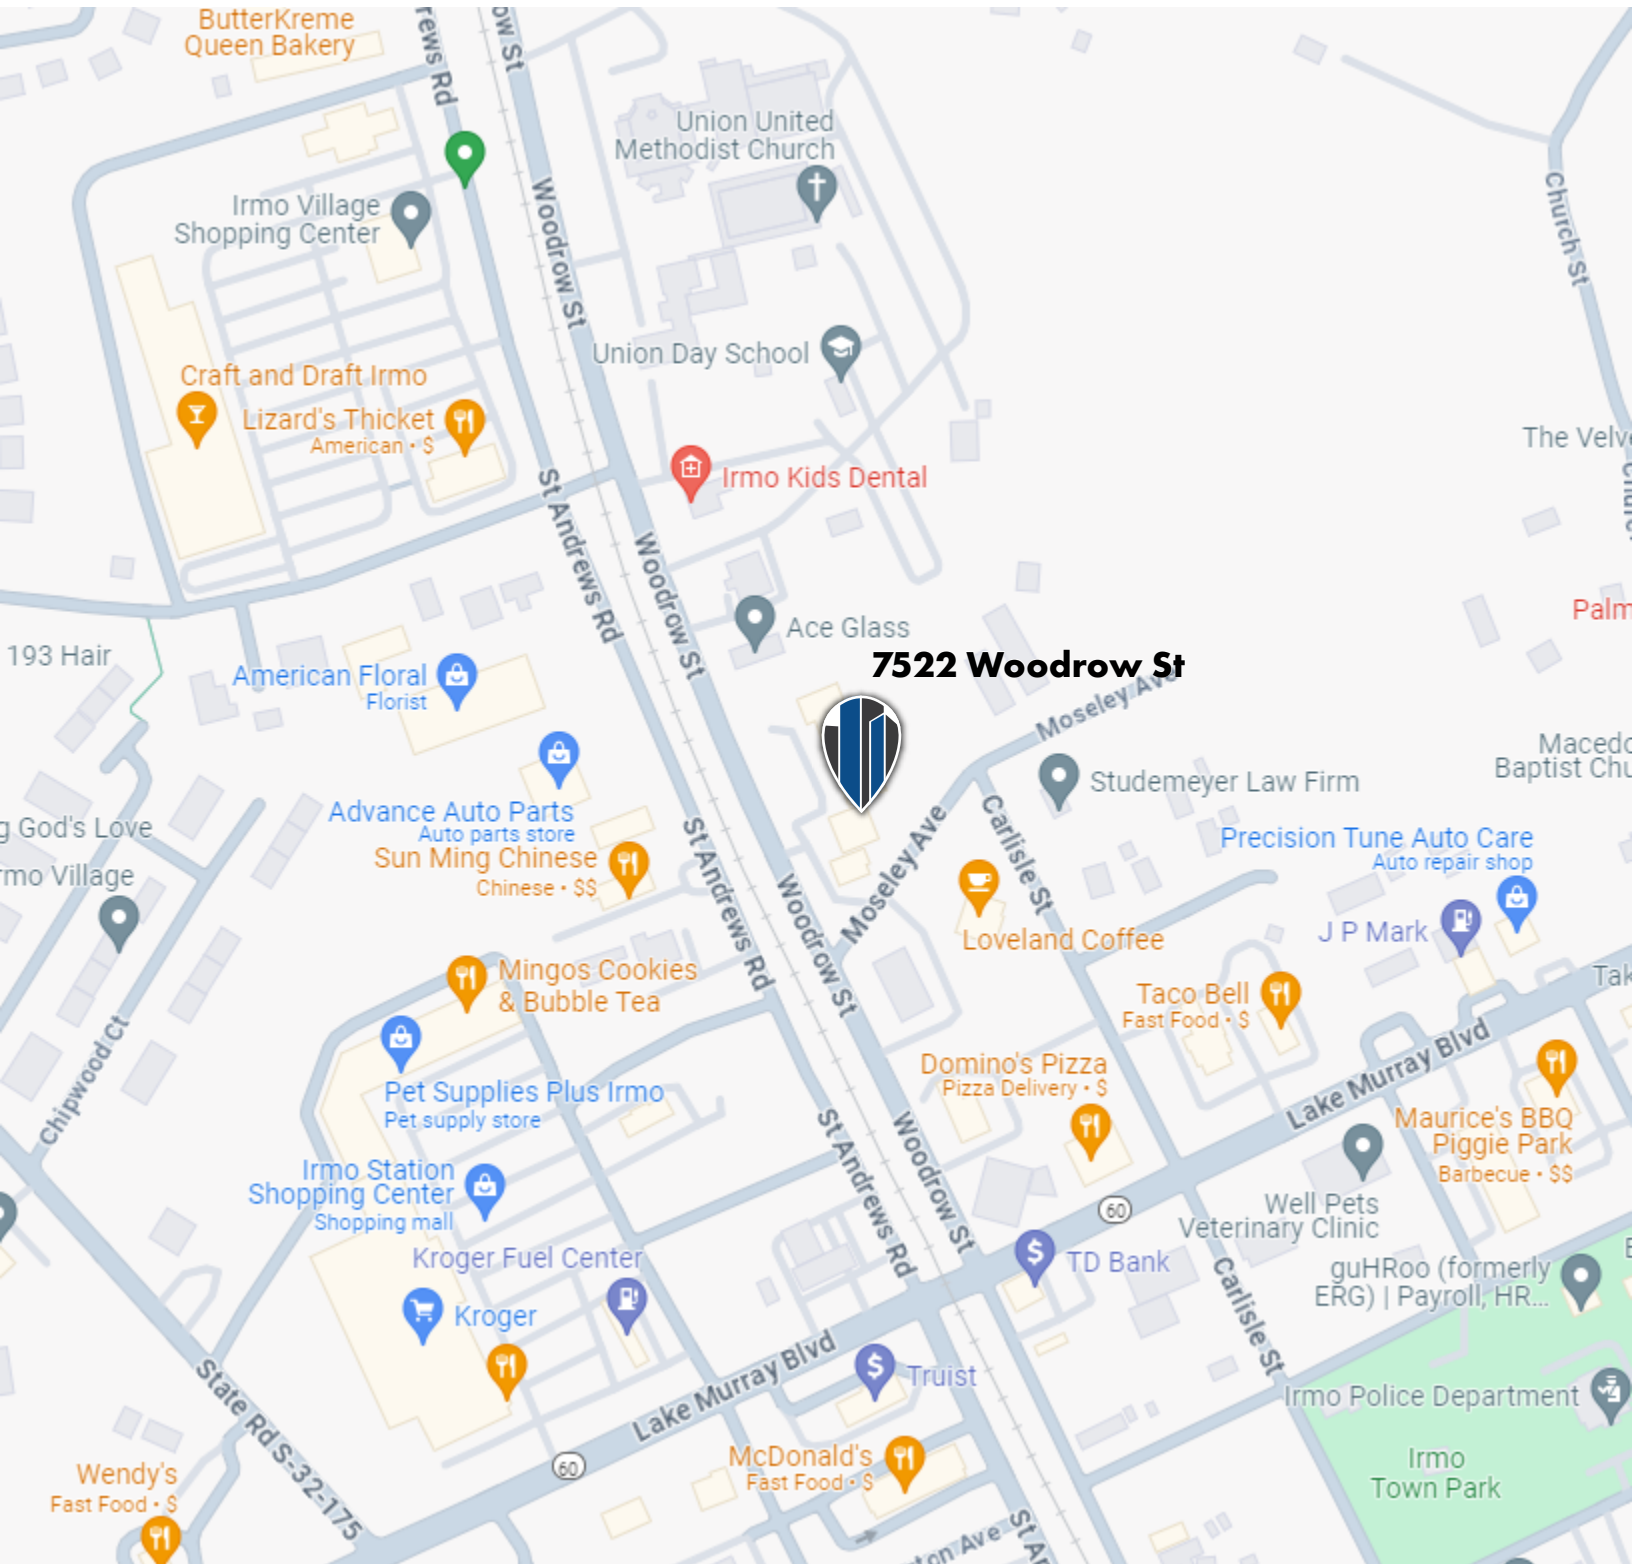 ButterKreme
Queen Bakery
rews Rd
ow St
Union United
Methodist Church
Irmo Village
Shopping Center
Woodrow St
Church St
Union Day School
Craft and Draft Irmo
Lizard's Thicket
American • $
The Velv
Irmo Kids Dental
St Andrews Rd
Woodrow St
Ace Glass
Palm
193 Hair
7522 Woodrow St
American Floral
Florist
Moseley Ave
Macedo
Baptist Chu
Studemeyer Law Firm
Advance Auto Parts
Auto parts store
g God's Love
Precision Tune Auto Care
Auto repair shop
Sun Ming Chinese
Chinese • $$
rmo Village
St Andrews Rd
Woodrow St
Moseley Ave
Carlisle St
Loveland Coffee
J P Mark
Mingos Cookies
& Bubble Tea
Taco Bell
Fast Food • $
Tak
Chipwood Ct
Pet Supplies Plus Irmo
Pet supply store
Domino's Pizza
Pizza Delivery • $
Lake Murray Blvd
Maurice's BBQ
Piggie Park
Barbecue • $$
Irmo Station
Shopping Center
Shopping mall
St Andrews Rd
Woodrow St
60
Well Pets
Veterinary Clinic
Kroger Fuel Center
TD Bank
guHRoo (formerly
ERG) | Payroll, HR...
Kroger
Carlisle St
State Rd S-32-175
Lake Murray Blvd
Truist
Irmo Police Department
60
McDonald's
Fast Food • $
Irmo
Town Park
Wendy's
Fast Food • $
ton Ave
St A